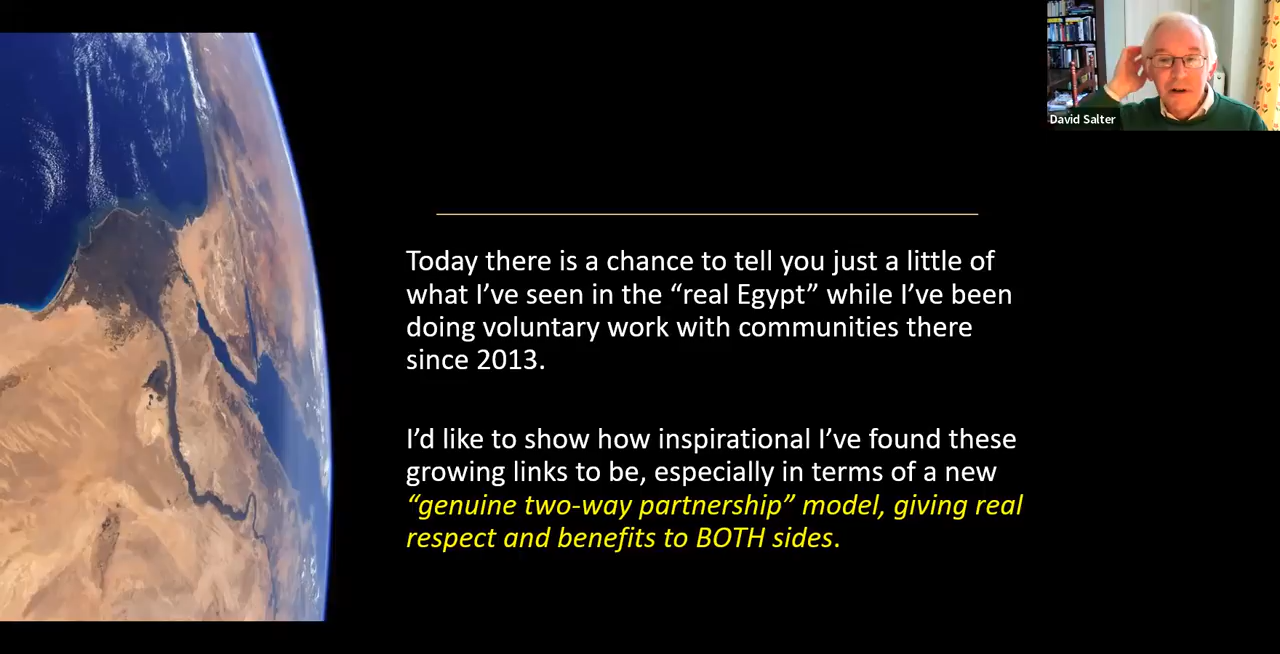 David Salter
Today there is a chance to tell you just a little of
what I’ve seen in the “real Egypt” while I’ve been
doing voluntary work with communities there
since 2013.
I’d like to show how inspirational I’ve found these
growing links to be, especially in terms of a new
“genuine two-way partnership” model, giving real
respect and benefits to BOTH sides.